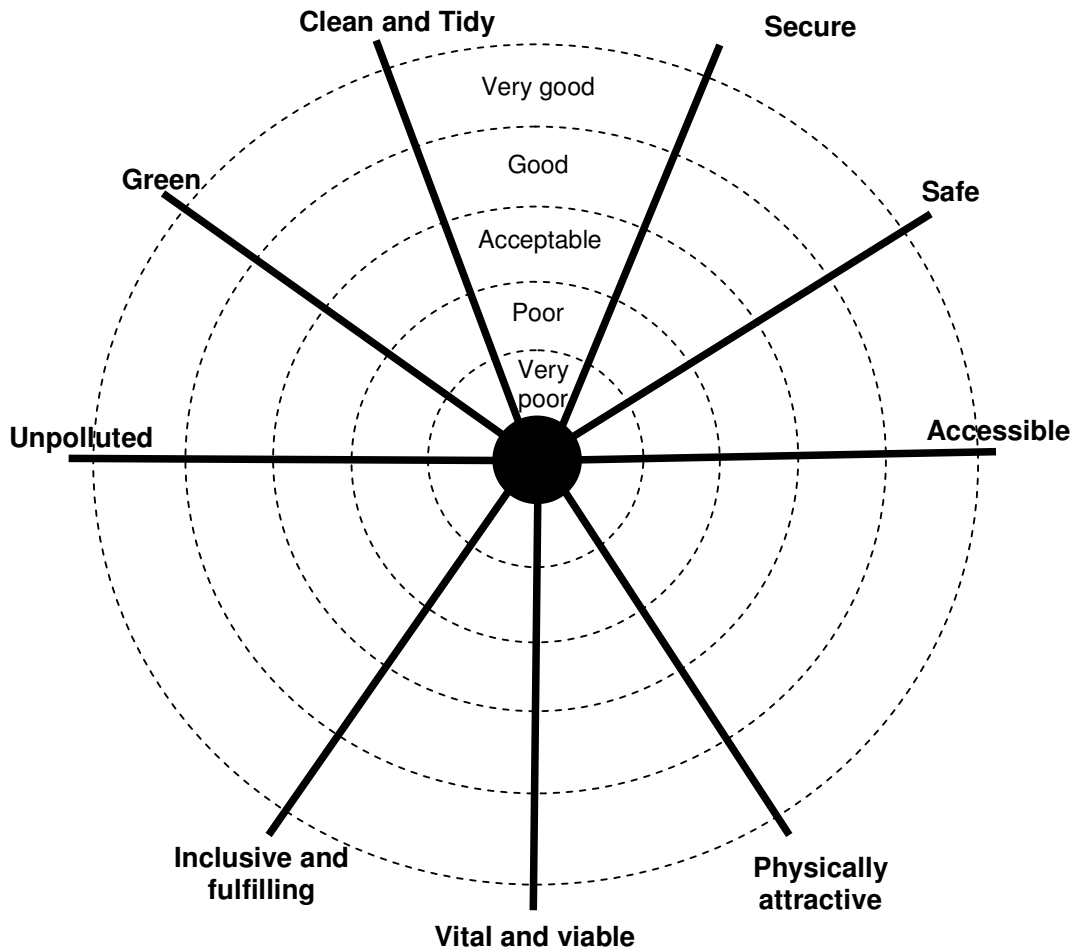 Clean and Tidy
Secure
Very good
Good
Green
Safe
Acceptable
Poor
Very
poor
Unpolluted
Accessible
Inclusive and
fulfilling
Physically
attractive
Vital and viable